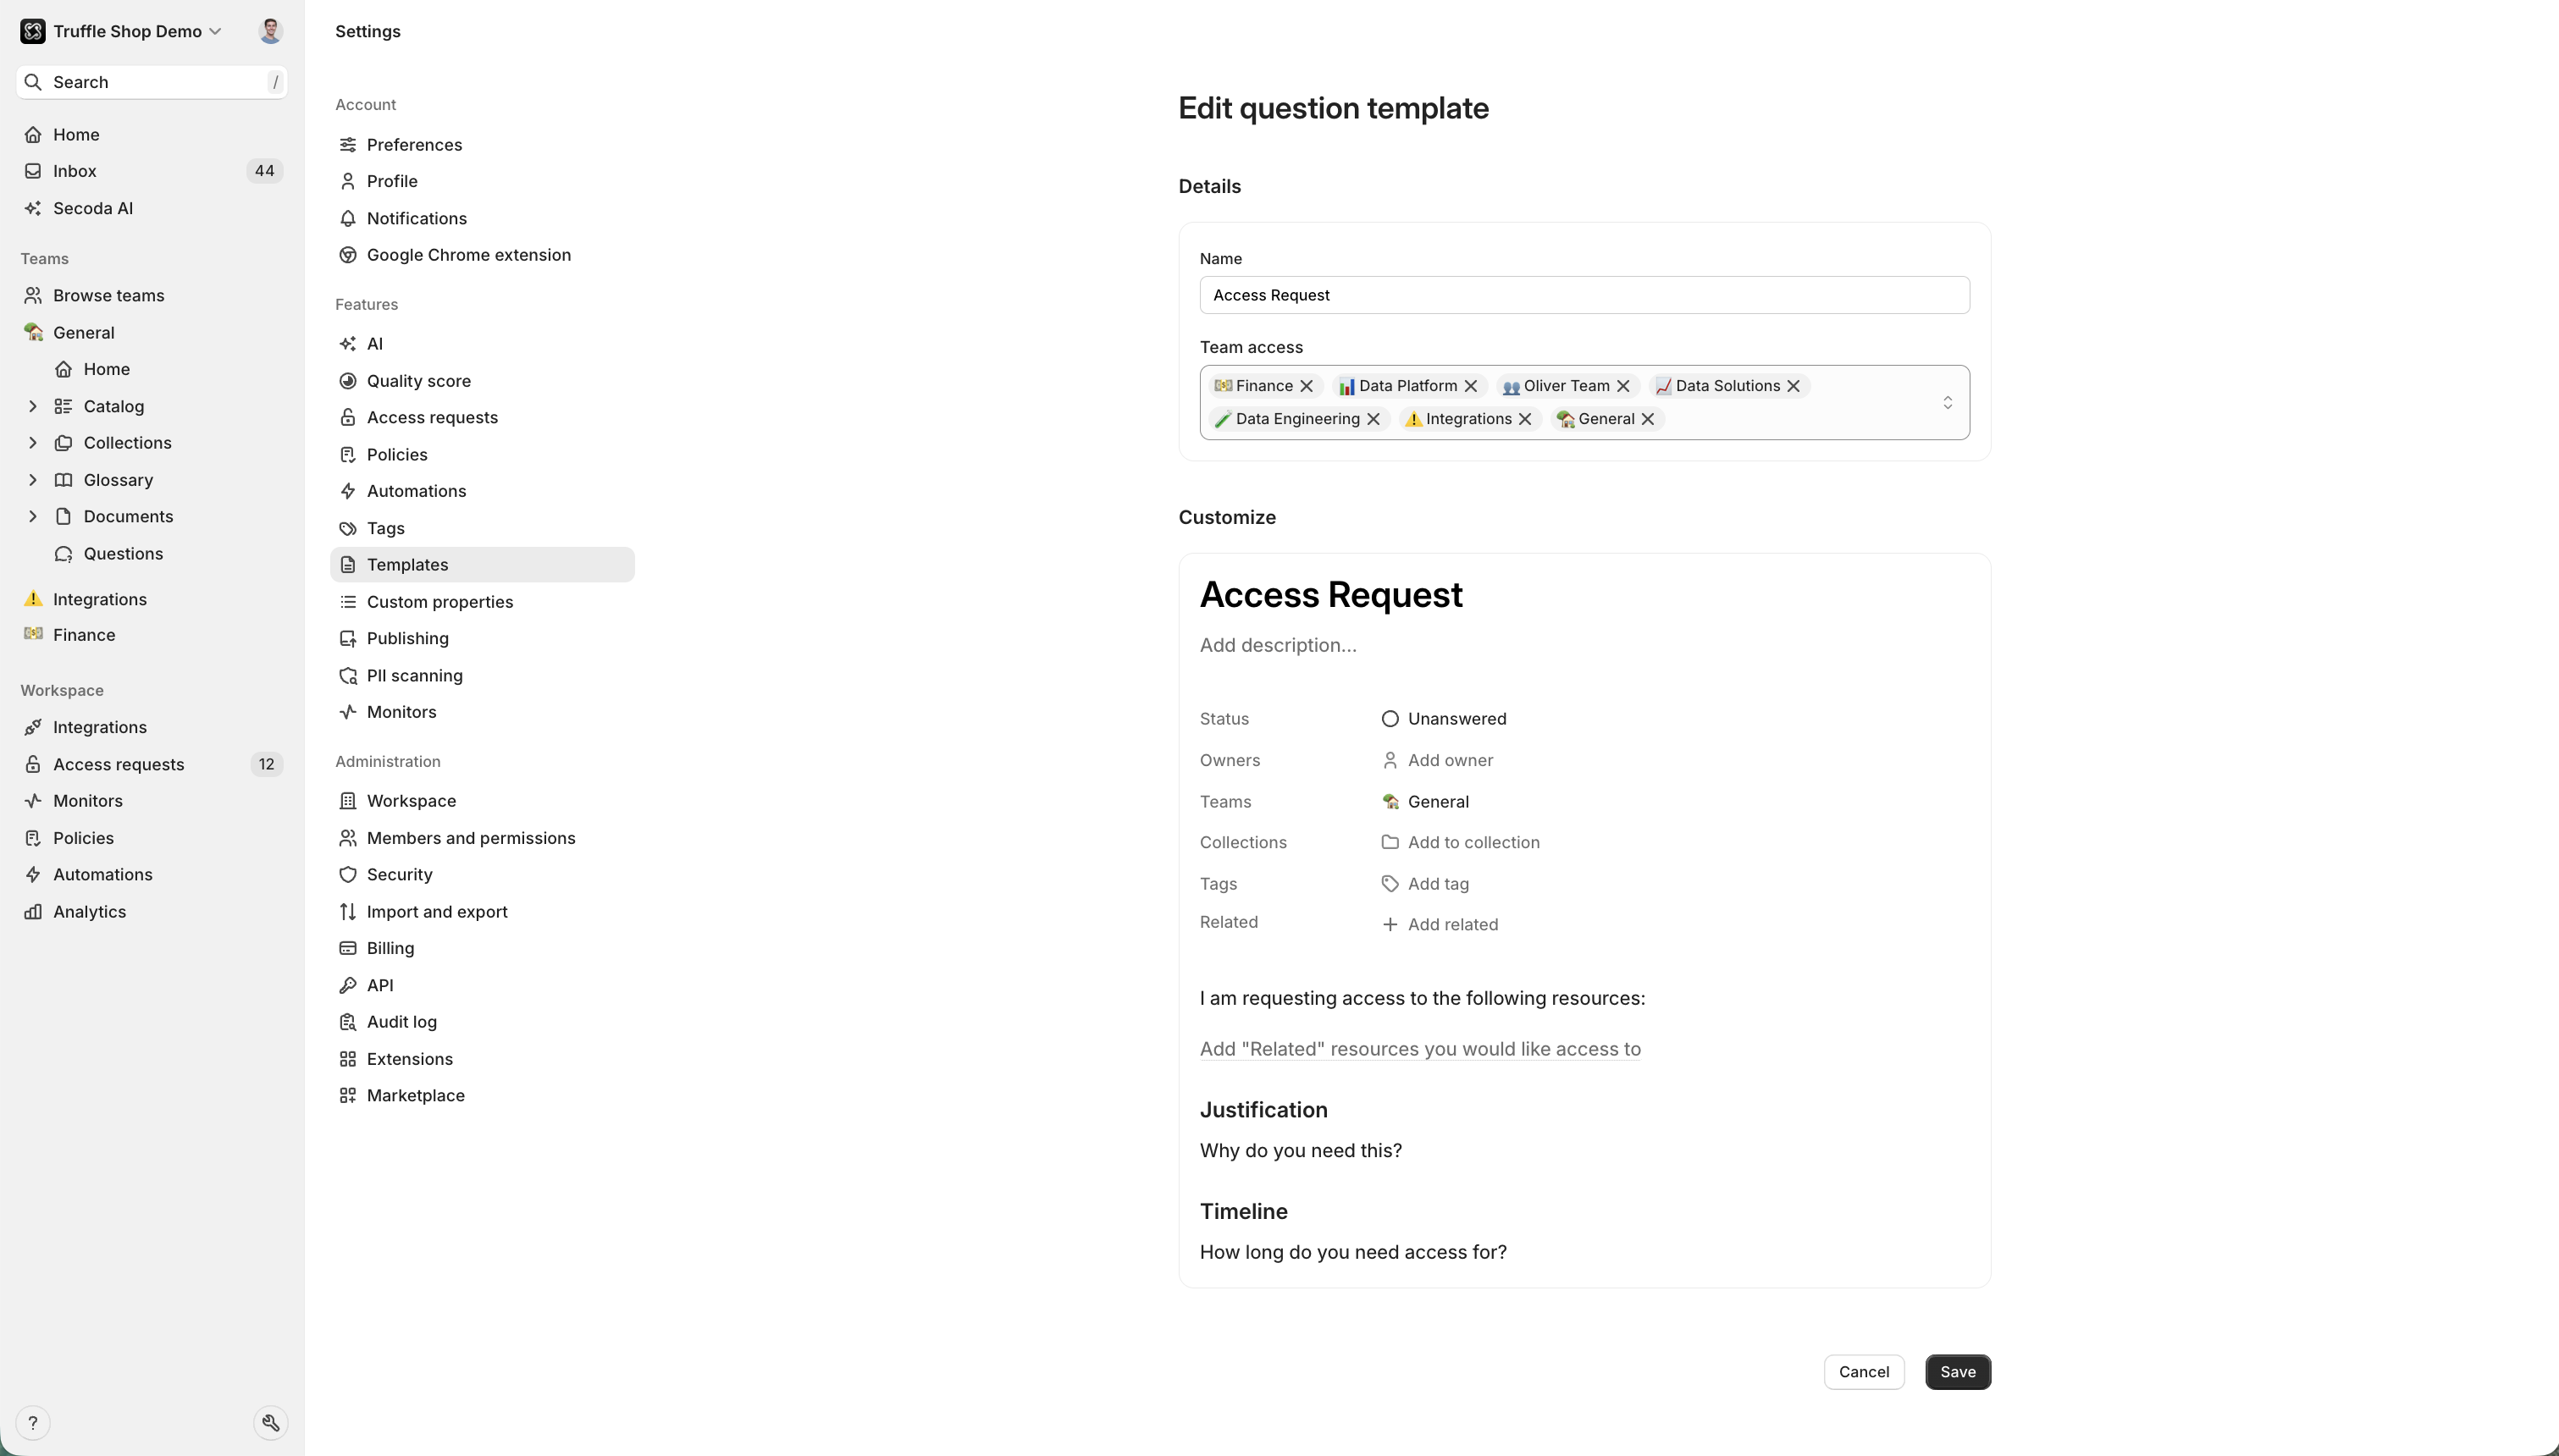 Truffle Shop Demo
Search /
Home
Inbox 44
Secoda AI
Teams
Browse teams
General
Home
Catalog
Collections
Glossary
Documents
Questions
Integrations
Finance
Workspace
Integrations
Access requests 12
Monitors
Policies
Automations
Analytics
?
Settings
Account
Preferences
Profile
Notifications
Google Chrome extension
Features
AI
Quality score
Access requests
Policies
Automations
Tags
Templates
Custom properties
Publishing
PII scanning
Monitors
Administration
Workspace
Members and permissions
Security
Import and export
Billing
API
Audit log
Extensions
Marketplace
Edit question template
Details
Name
Access Request
Team access
Finance Data Platform Oliver Team Data Solutions
Data Engineering Integrations General
Customize
Access Request
Add description...
Status Unanswered
Owners Add owner
Teams General
Collections Add to collection
Tags Add tag
Related Add related
I am requesting access to the following resources:
Add "Related" resources you would like access to
Justification
Why do you need this?
Timeline
How long do you need access for?
Cancel Save